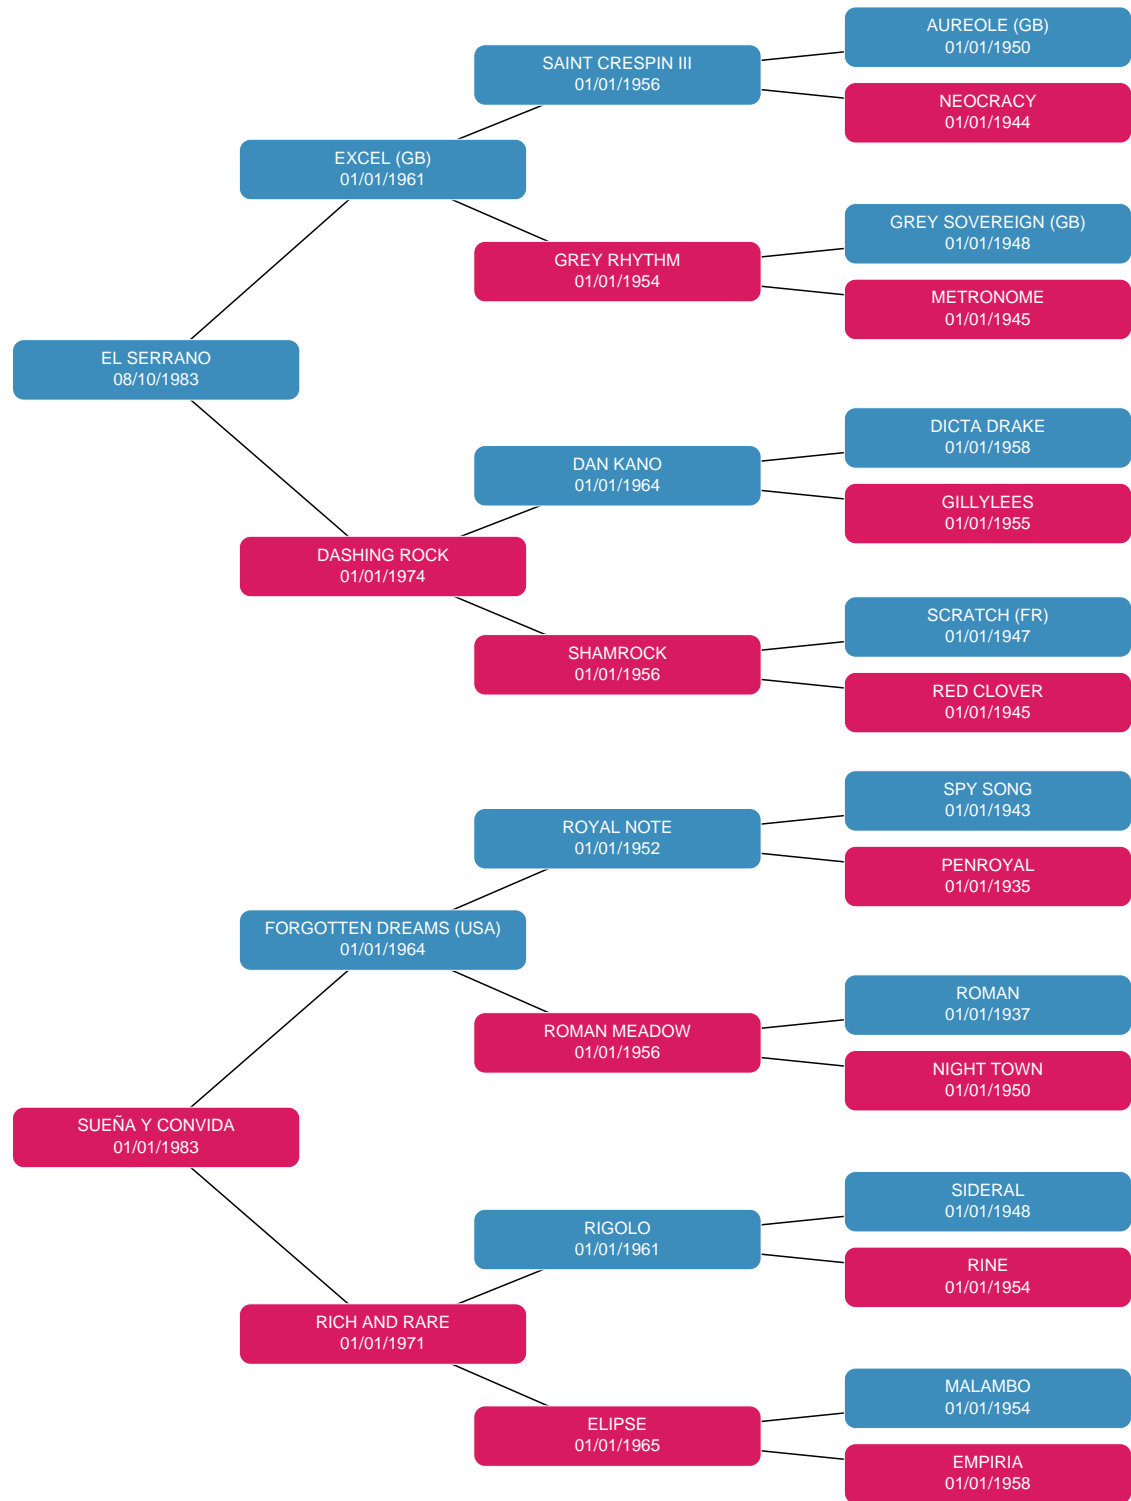 AUREOLE (GB)
01/01/1950
SAINT CRESPIN III
01/01/1956
NEOCRACY
01/01/1944
EXCEL (GB)
01/01/1961
GREY SOVEREIGN (GB)
01/01/1948
GREY RHYTHM
01/01/1954
METRONOME
01/01/1945
EL SERRANO
08/10/1983
DICTA DRAKE
01/01/1958
DAN KANO
01/01/1964
GILLYLEES
01/01/1955
DASHING ROCK
01/01/1974
SCRATCH (FR)
01/01/1947
SHAMROCK
01/01/1956
RED CLOVER
01/01/1945
SPY SONG
01/01/1943
ROYAL NOTE
01/01/1952
PENROYAL
01/01/1935
FORGOTTEN DREAMS (USA)
01/01/1964
ROMAN
01/01/1937
ROMAN MEADOW
01/01/1956
NIGHT TOWN
01/01/1950
SUEÑA Y CONVIDA
01/01/1983
SIDERAL
01/01/1948
RIGOLO
01/01/1961
RINE
01/01/1954
RICH AND RARE
01/01/1971
MALAMBO
01/01/1954
ELIPSE
01/01/1965
EMPIRIA
01/01/1958